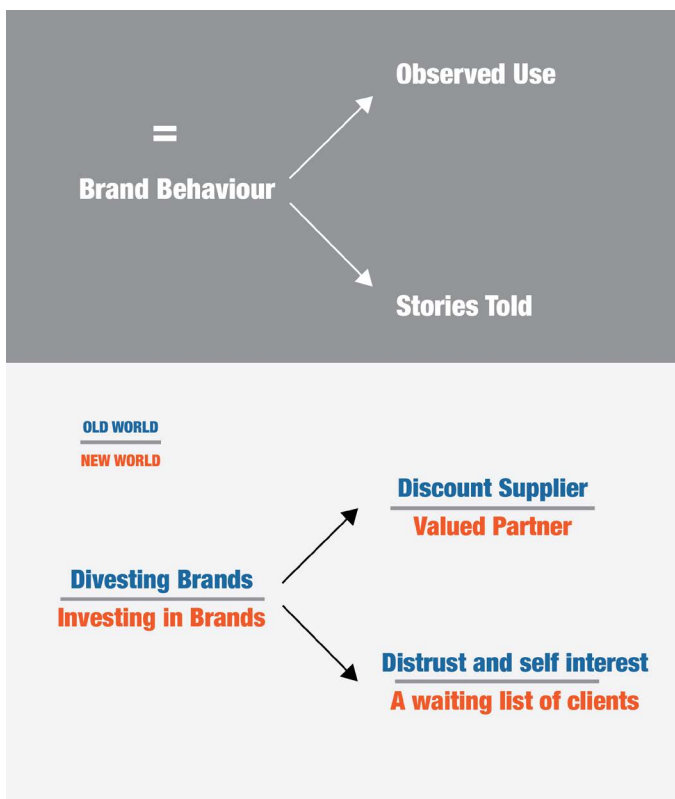 Observed Use
=
Brand Behaviour
Stories Told
OLD WORLD
NEW WORLD
Discount Supplier
Valued Partner
Divesting Brands
Investing in Brands
Distrust and self interest
A waiting list of clients